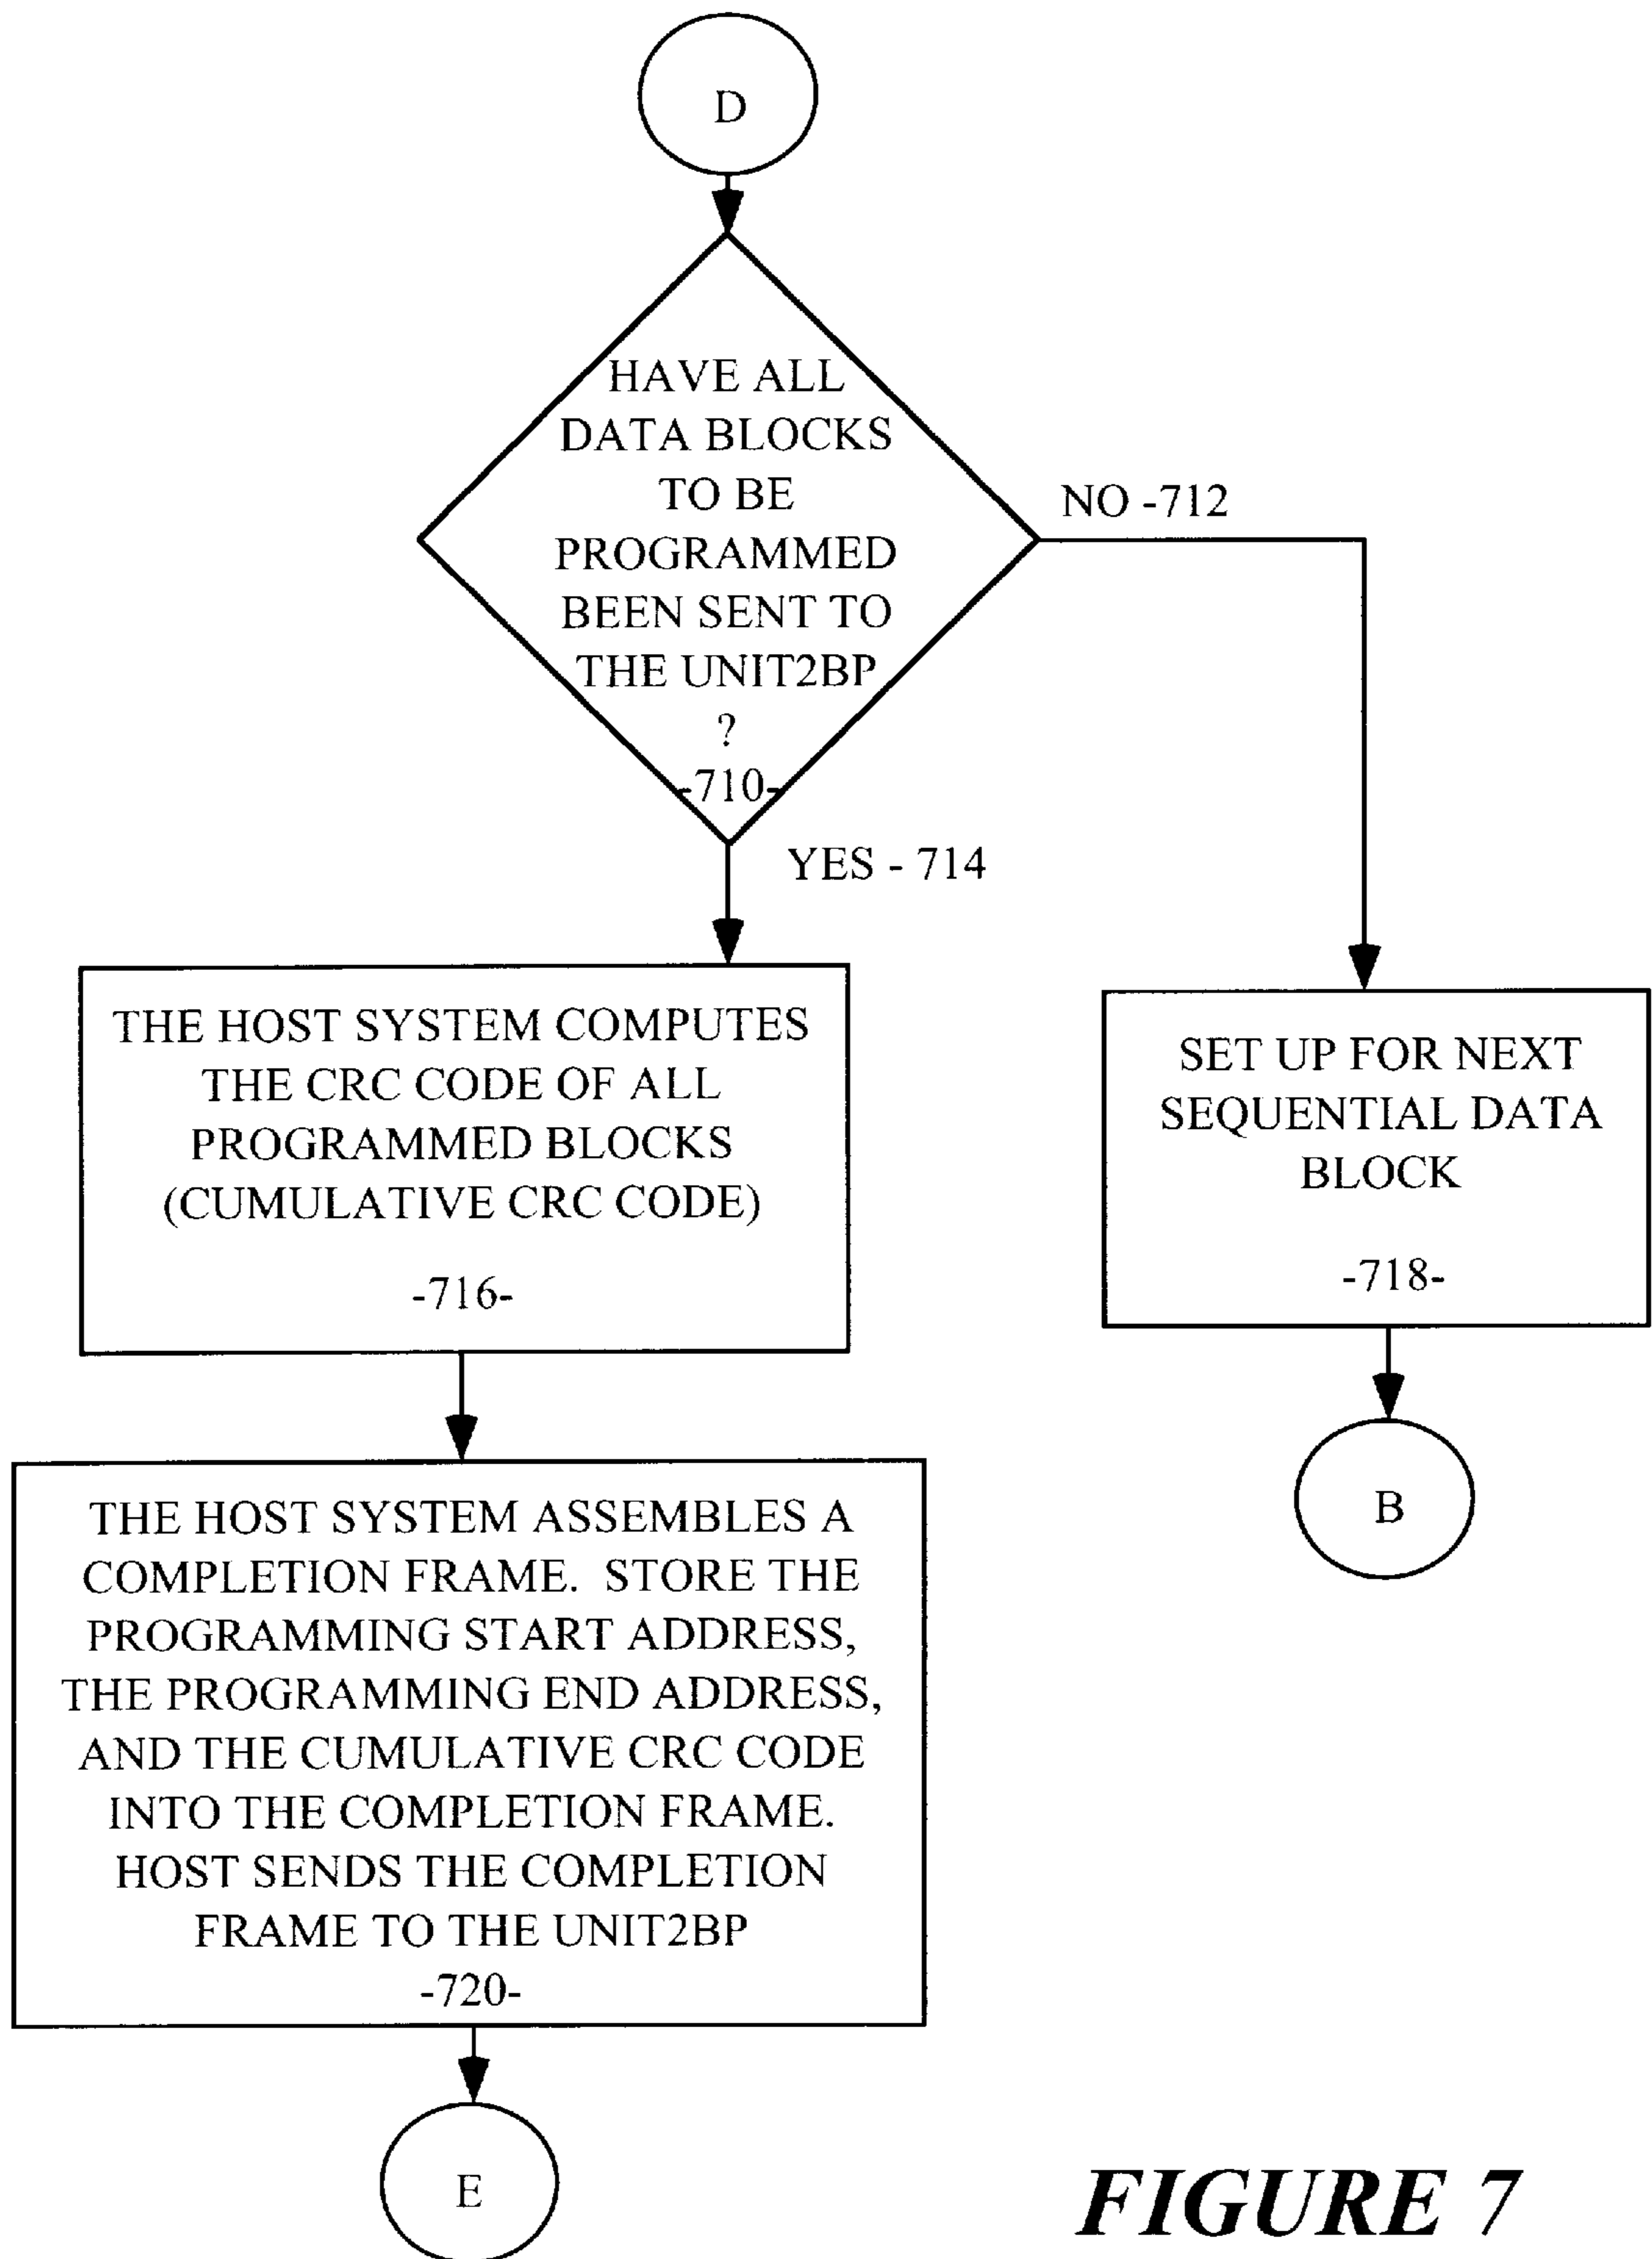 D
HAVE ALL
DATA BLOCKS
TO BE
PROGRAMMED
BEEN SENT TO
THE UNIT2BP
?
-710-
NO -712
YES - 714
THE HOST SYSTEM COMPUTES
THE CRC CODE OF ALL
PROGRAMMED BLOCKS
(CUMULATIVE CRC CODE)
-716-
SET UP FOR NEXT
SEQUENTIAL DATA
BLOCK
-718-
B
THE HOST SYSTEM ASSEMBLES A
COMPLETION FRAME. STORE THE
PROGRAMMING START ADDRESS,
THE PROGRAMMING END ADDRESS,
AND THE CUMULATIVE CRC CODE
INTO THE COMPLETION FRAME.
HOST SENDS THE COMPLETION
FRAME TO THE UNIT2BP
-720-
E
FIGURE 7